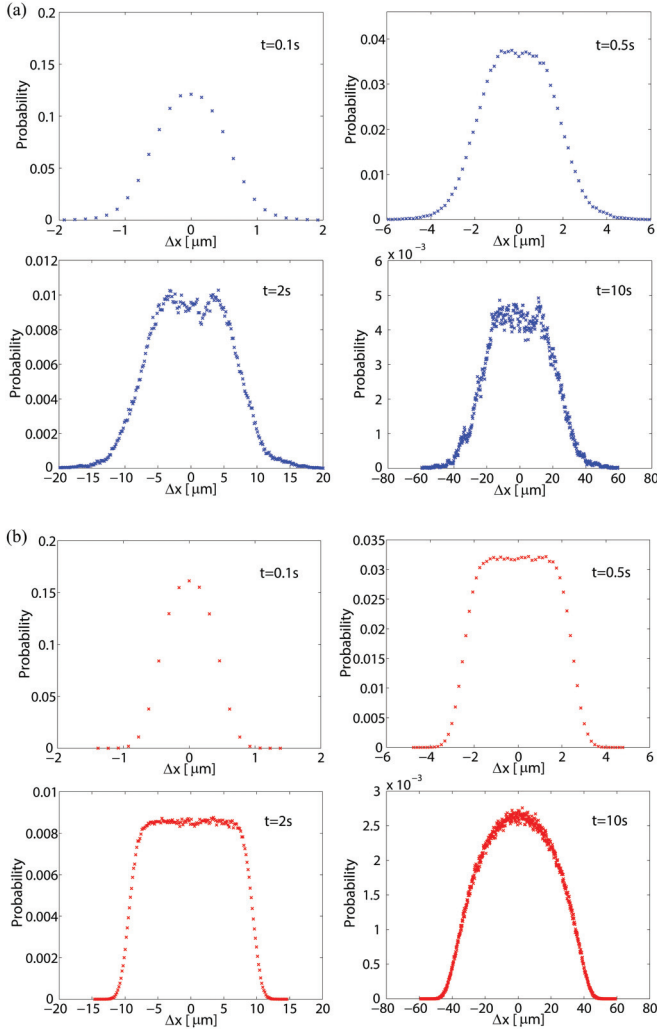 (a)
0.2
0.15
0.1
0.05
0
Probability
t=0.1s
-2 -1 0 1 2
Δx [ μm]
0.04
0.03
0.02
0.01
0
Probability
t=0.5s
-6 -4 -2 0 2 4 6
Δx [ μm]
0.012
0.01
0.008
0.006
0.004
0.002
0
Probability
t=2s
-20 -15 -10 -5 0 5 10 15 20
Δx [ μm]
6 x 10⁻³
5
4
3
2
1
0
Probability
t=10s
-80 -60 -40 -20 0 20 40 60 80
Δx [ μm]
(b)
0.2
0.15
0.1
0.05
0
Probability
t=0.1s
-2 -1 0 1 2
Δx [ μm]
0.035
0.03
0.025
0.02
0.015
0.01
0.005
0
Probability
t=0.5s
-6 -4 -2 0 2 4 6
Δx [ μm]
0.01
0.008
0.006
0.004
0.002
0
Probability
t=2s
-20 -15 -10 -5 0 5 10 15 20
Δx [ μm]
3 x 10⁻³
2.5
2
1.5
1
0.5
0
Probability
t=10s
-60 -40 -20 0 20 40 60
Δx [ μm]